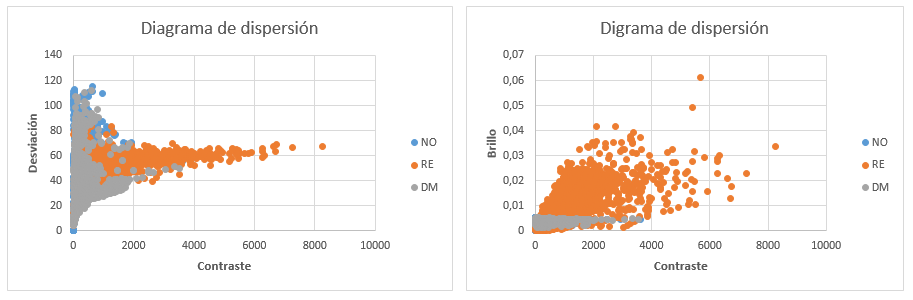 Diagrama de dispersión
140
120
100
80
60
40
20
0
0 2000 4000 6000 8000 10000
Desviación
Contraste
NO
RE
DM
Digrama de dispersión
0,07
0,06
0,05
0,04
0,03
0,02
0,01
0
0 2000 4000 6000 8000 10000
Brillo
Contraste
NO
RE
DM